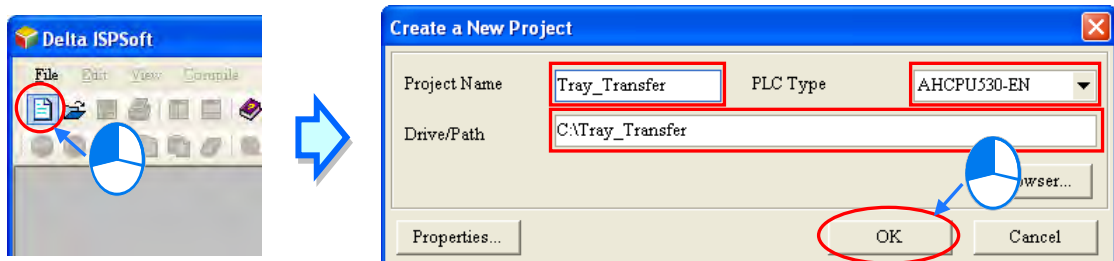 Delta ISPSoft
File Edit View Compile
Create a New Project
Project Name Tray_Transfer PLC Type AHCPU530-EN
Drive/Path C:\Tray_Transfer
wser...
Properties... OK Cancel